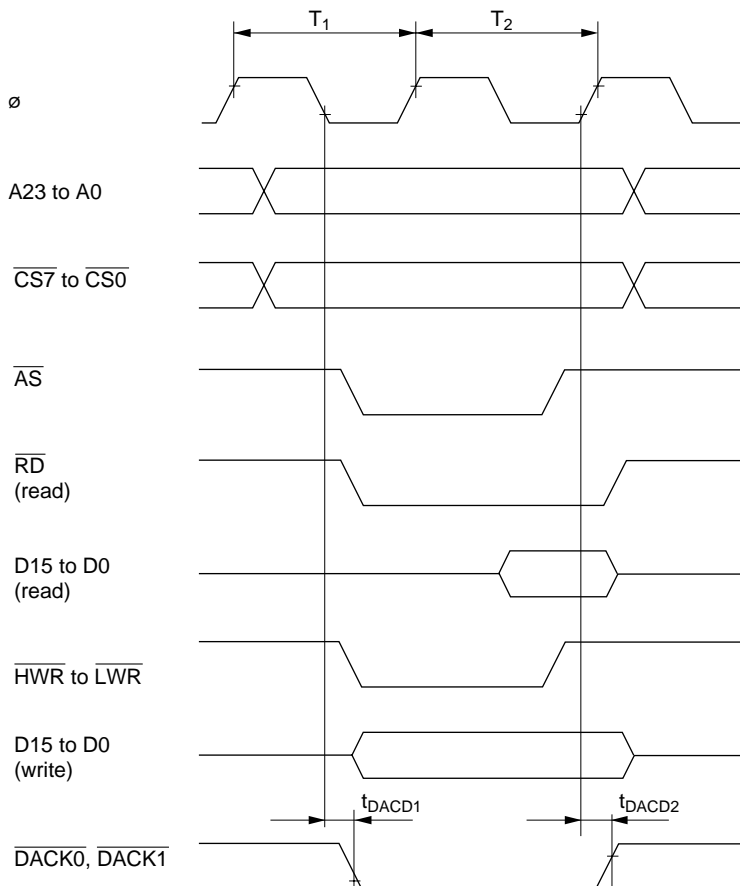 T1 T2
ø
A23 to A0
CS7 to CS0
AS
RD
(read)
D15 to D0
(read)
HWR to LWR
D15 to D0
(write)
tDACD1 tDACD2
DACK0, DACK1